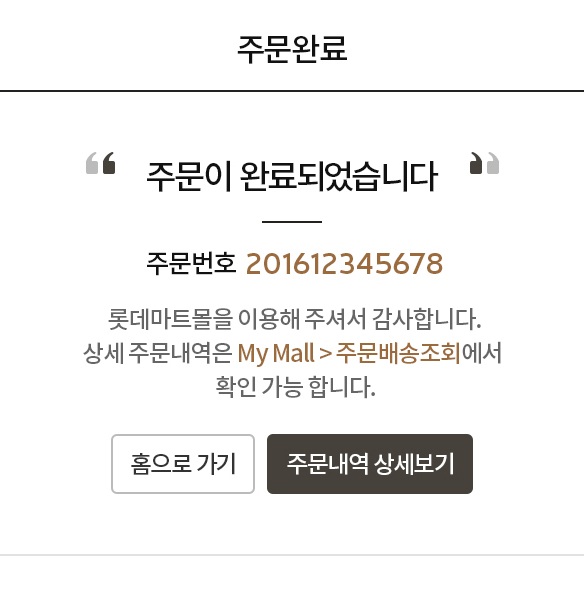 주문완료
주문이 완료되었습니다
주문번호 201612345678
롯데마트몰을 이용해 주셔서 감사합니다.
상세 주문내역은 My Mall > 주문배송조회에서
확인 가능 합니다.
홈으로 가기 주문내역 상세보기